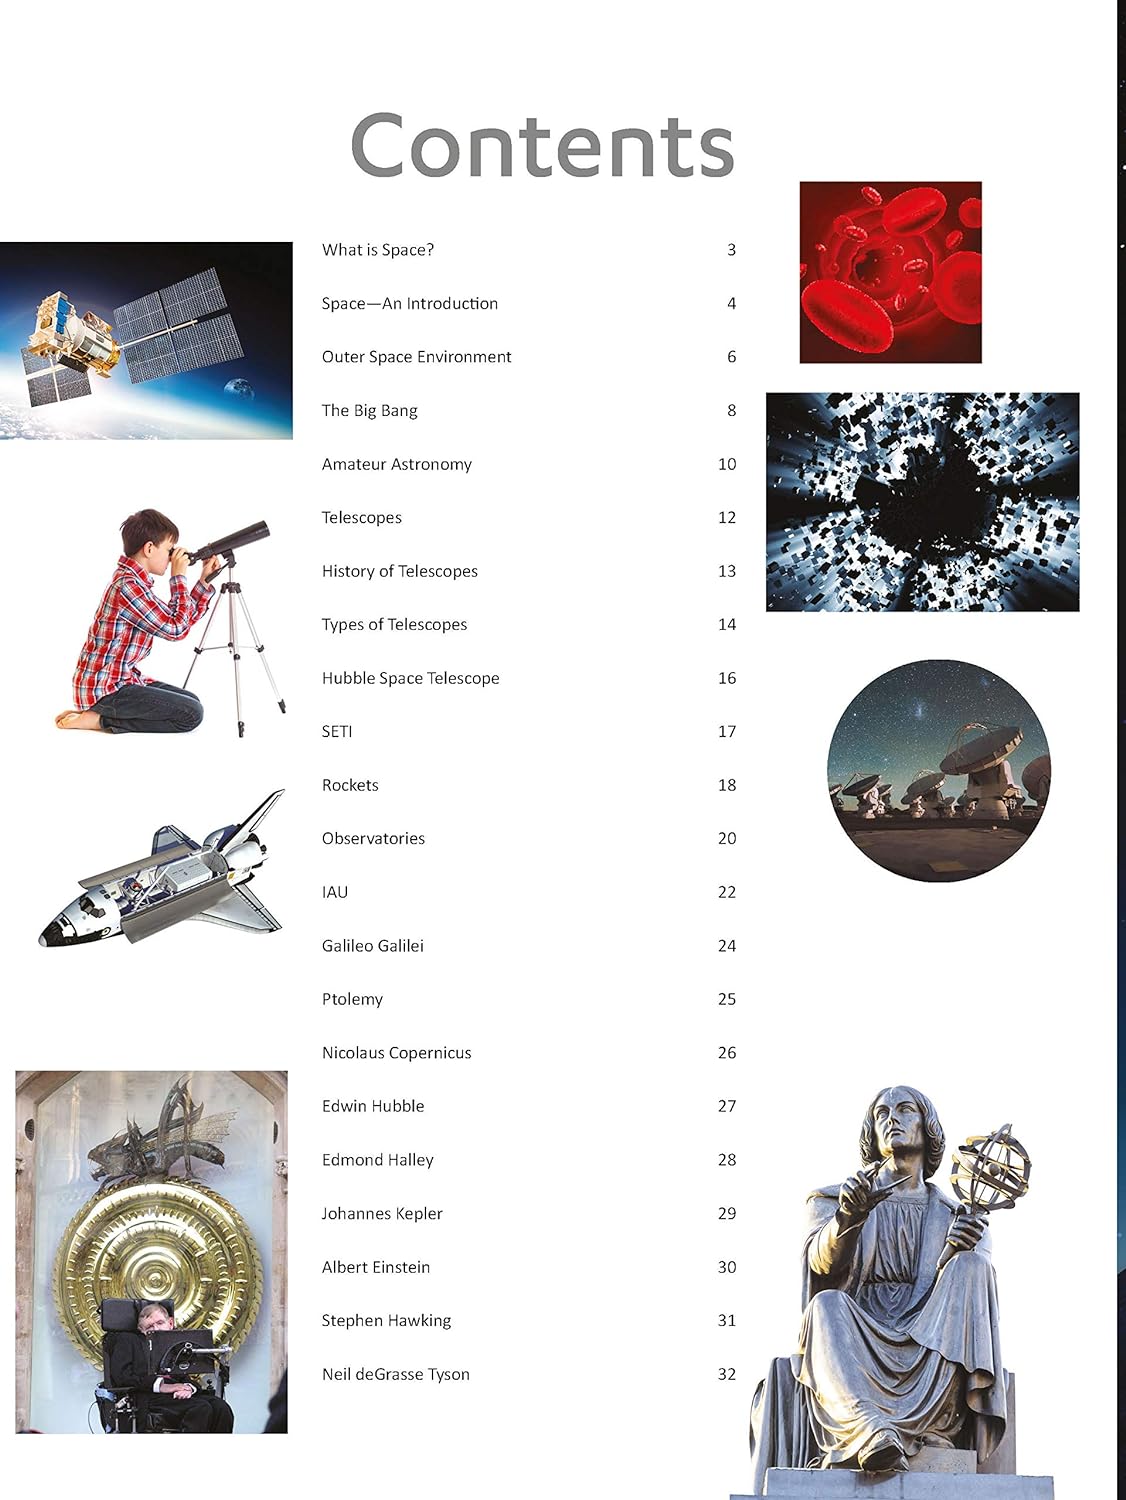 Contents
What is Space? 3
Space—An Introduction 4
Outer Space Environment 6
The Big Bang 8
Amateur Astronomy 10
Telescopes 12
History of Telescopes 13
Types of Telescopes 14
Hubble Space Telescope 16
SETI 17
Rockets 18
Observatories 20
IAU 22
Galileo Galilei 24
Ptolemy 25
Nicolaus Copernicus 26
Edwin Hubble 27
Edmond Halley 28
Johannes Kepler 29
Albert Einstein 30
Stephen Hawking 31
Neil deGrasse Tyson 32